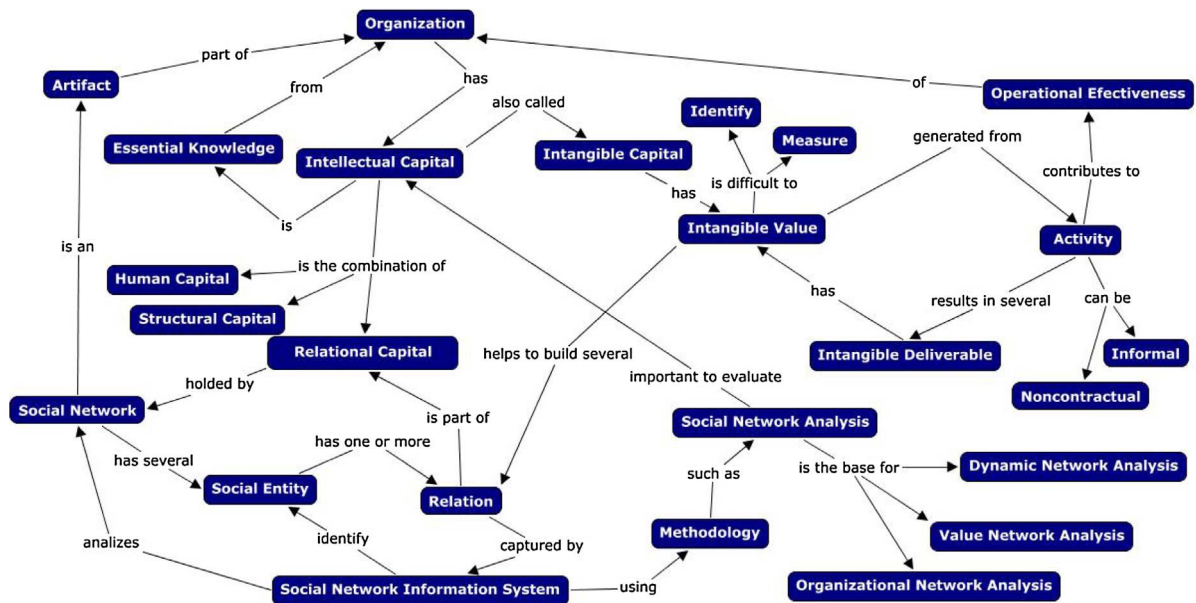 Organization
part of
Artifact
has
of
from
also called
Operational Efectiveness
Identify
Measure
generated from
Essential Knowledge
Intellectual Capital
Intangible Capital
is difficult to
contributes to
has
is
Intangible Value
Activity
is an
Human Capital
is the combination of
has
results in several
can be
Structural Capital
Relational Capital
helps to build several
Intangible Deliverable
Informal
holded by
important to evaluate
Noncontractual
Social Network
is part of
Social Network Analysis
has one or more
has several
such as
is the base for
Dynamic Network Analysis
Social Entity
Relation
analizes
identify
captured by
Methodology
Value Network Analysis
Social Network Information System
using
Organizational Network Analysis